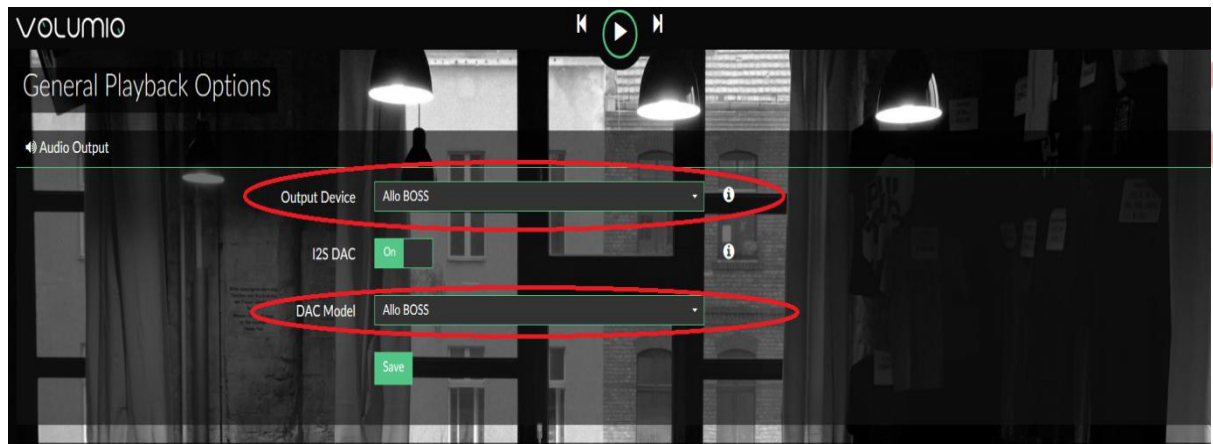 VOLUMIO
General Playback Options
Audio Output
Output Device Allo BOSS
I2S DAC On
DAC Model Allo BOSS
Save